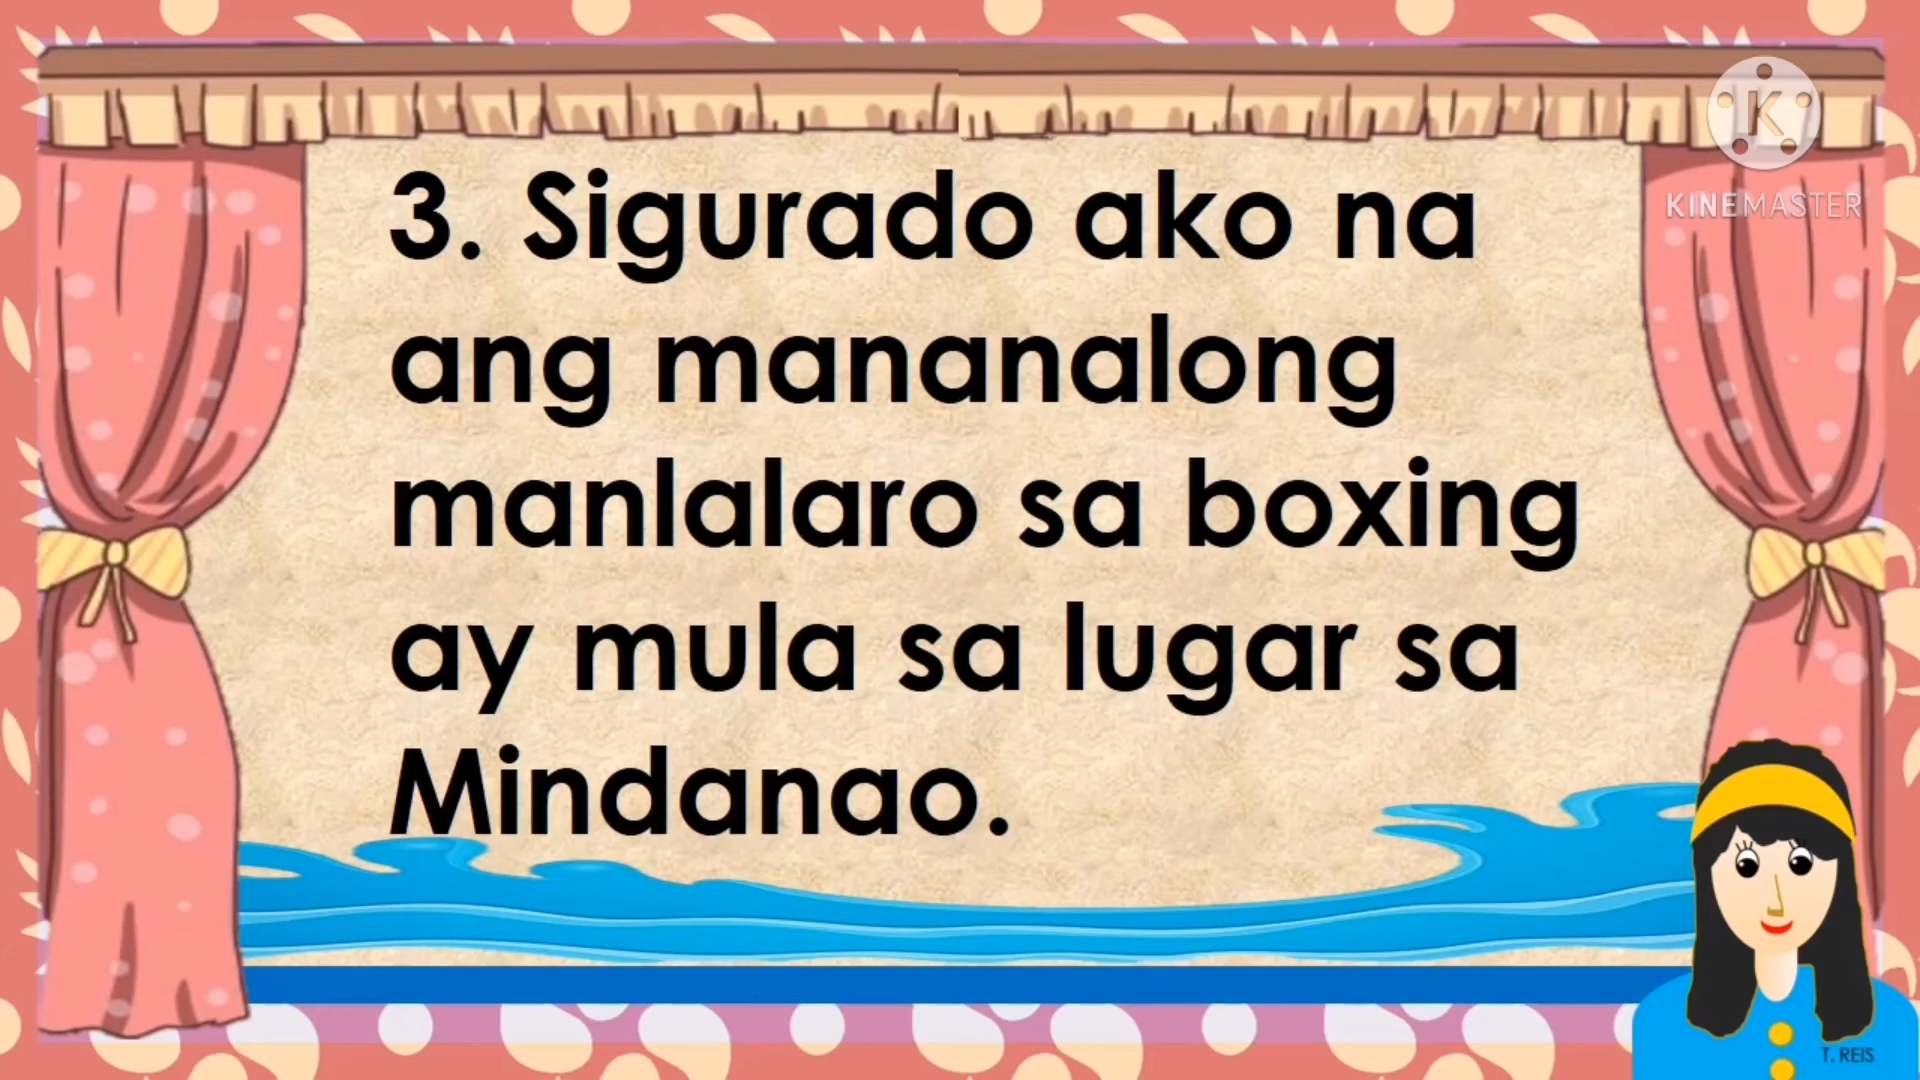 3. Sigurado ako na
ang mananalong
manlalaro sa boxing
ay mula sa lugar sa
Mindanao.
K
KINEMASTER
T. REIS